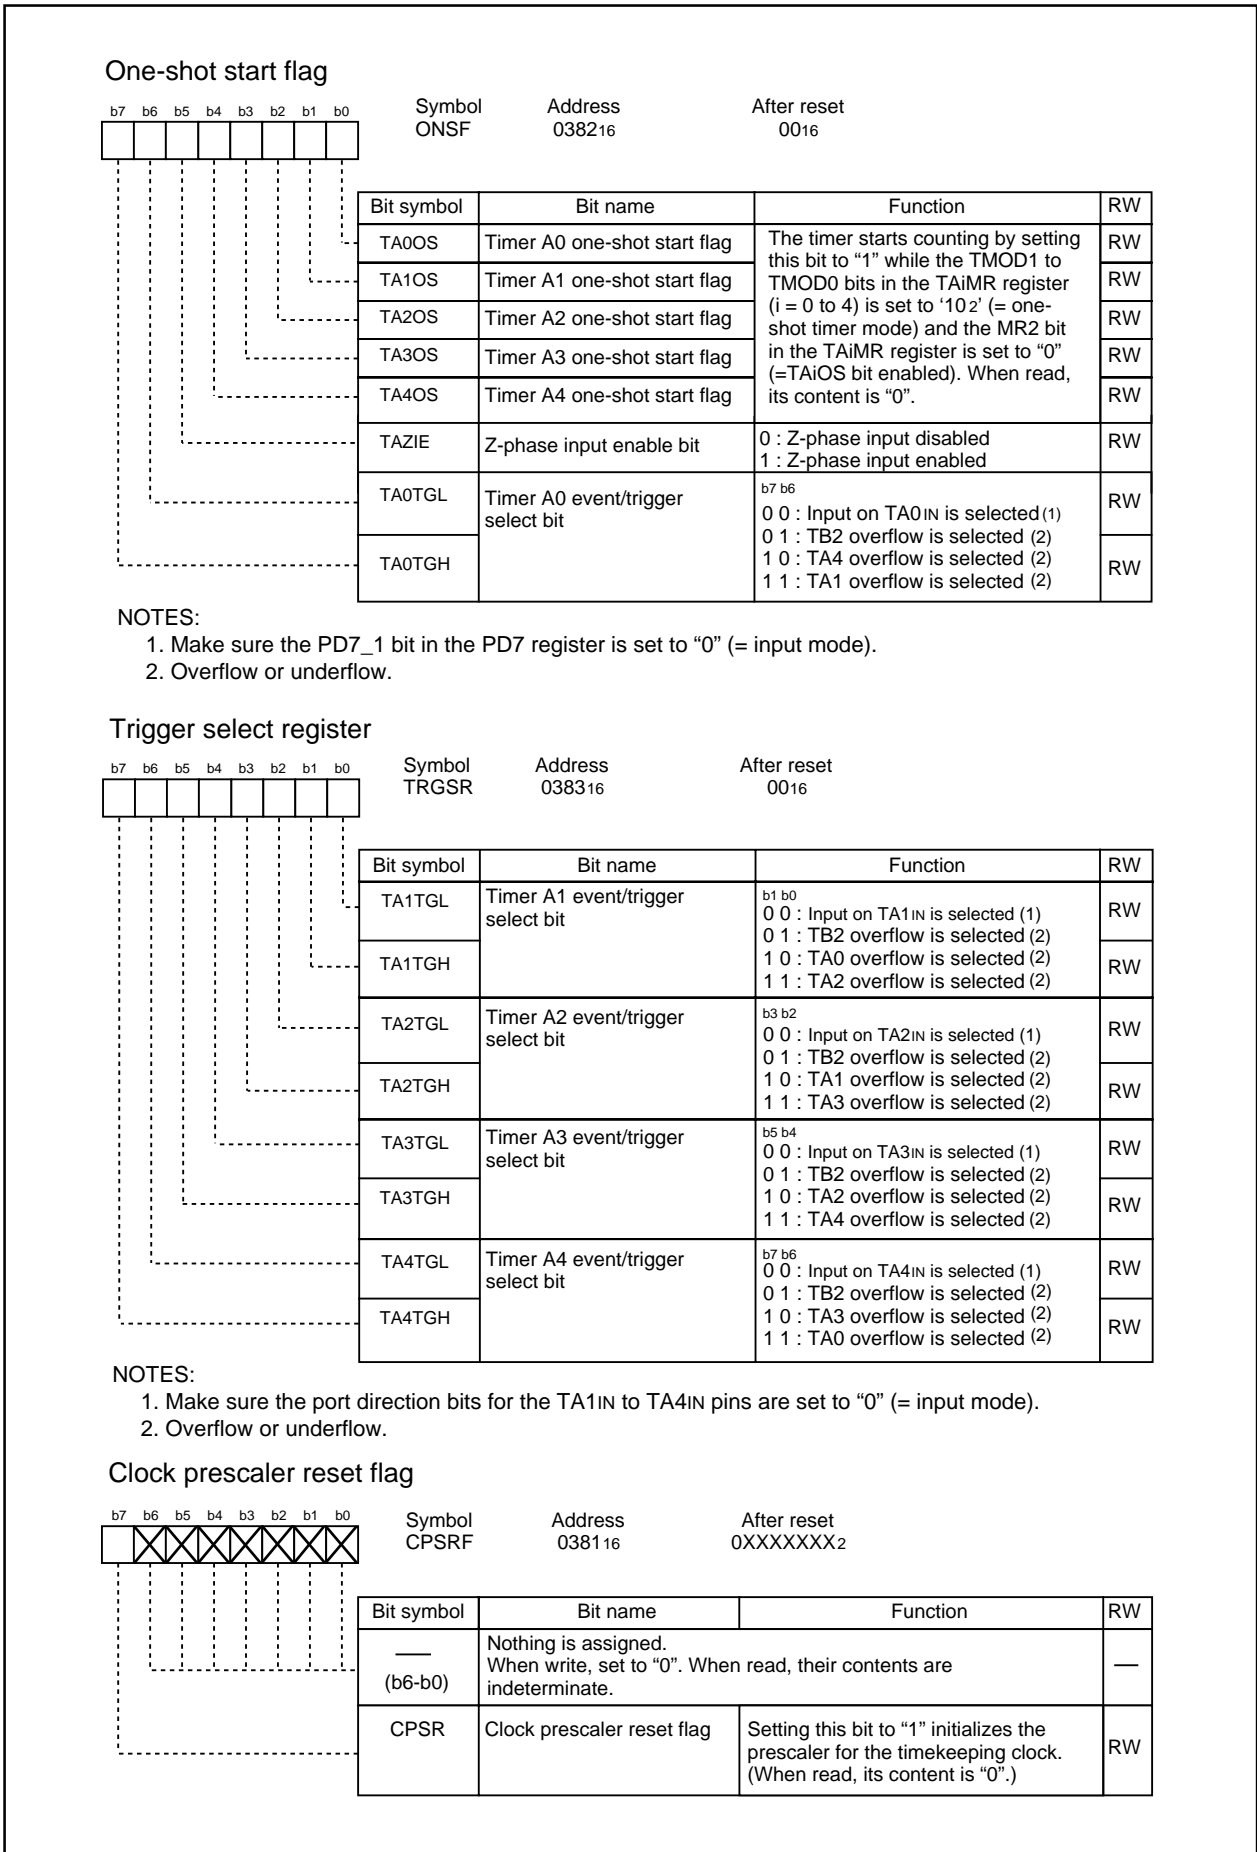 One-shot start flag
b7 b6 b5 b4 b3 b2 b1 b0
Symbol Address After reset
ONSF 038216 0016
Bit symbol Bit name Function RW
TA0OS Timer A0 one-shot start flag RW
TA1OS Timer A1 one-shot start flag RW
TA2OS Timer A2 one-shot start flag RW
TA3OS Timer A3 one-shot start flag RW
TA4OS Timer A4 one-shot start flag RW
The timer starts counting by setting
this bit to “1” while the TMOD1 to
TMOD0 bits in the TAiMR register
(i = 0 to 4) is set to ‘102’ (= one-
shot timer mode) and the MR2 bit
in the TAiMR register is set to “0”
(=TAiOS bit enabled). When read,
its content is “0”.
TAZIE Z-phase input enable bit RW
0 : Z-phase input disabled
1 : Z-phase input enabled
TA0TGL Timer A0 event/trigger RW
select bit
b7 b6
0 0 : Input on TA0IN is selected (1)
0 1 : TB2 overflow is selected (2)
1 0 : TA4 overflow is selected (2)
1 1 : TA1 overflow is selected (2)
TA0TGH RW
NOTES:
1. Make sure the PD7_1 bit in the PD7 register is set to “0” (= input mode).
2. Overflow or underflow.
Trigger select register
b7 b6 b5 b4 b3 b2 b1 b0
Symbol Address After reset
TRGSR 038316 0016
Bit symbol Bit name Function RW
TA1TGL Timer A1 event/trigger RW
select bit
b1 b0
0 0 : Input on TA1IN is selected (1)
0 1 : TB2 overflow is selected (2)
1 0 : TA0 overflow is selected (2)
1 1 : TA2 overflow is selected (2)
TA1TGH RW
TA2TGL Timer A2 event/trigger RW
select bit
b3 b2
0 0 : Input on TA2IN is selected (1)
0 1 : TB2 overflow is selected (2)
1 0 : TA1 overflow is selected (2)
1 1 : TA3 overflow is selected (2)
TA2TGH RW
TA3TGL Timer A3 event/trigger RW
select bit
b5 b4
0 0 : Input on TA3IN is selected (1)
0 1 : TB2 overflow is selected (2)
1 0 : TA2 overflow is selected (2)
1 1 : TA4 overflow is selected (2)
TA3TGH RW
TA4TGL Timer A4 event/trigger RW
select bit
b7 b6
0 0 : Input on TA4IN is selected (1)
0 1 : TB2 overflow is selected (2)
1 0 : TA3 overflow is selected (2)
1 1 : TA0 overflow is selected (2)
TA4TGH RW
NOTES:
1. Make sure the port direction bits for the TA1IN to TA4IN pins are set to “0” (= input mode).
2. Overflow or underflow.
Clock prescaler reset flag
b7 b6 b5 b4 b3 b2 b1 b0
Symbol Address After reset
CPSRF 038116 0XXXXXXX2
Bit symbol Bit name Function RW
— (b6-b0) —
Nothing is assigned.
When write, set to “0”. When read, their contents are
indeterminate.
CPSR Clock prescaler reset flag RW
Setting this bit to “1” initializes the
prescaler for the timekeeping clock.
(When read, its content is “0”.)